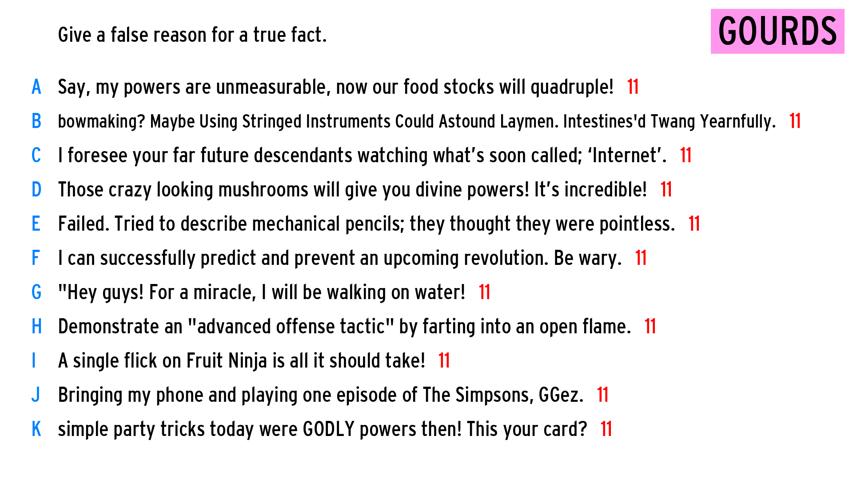 Give a false reason for a true fact.
GOURDS
A Say, my powers are unmeasurable, now our food stocks will quadruple! 11
B bowmaking? Maybe Using Stringed Instruments Could Astound Laymen. Intestines'd Twang Yearnfully. 11
C I foresee your far future descendants watching what's soon called; ‘Internet’. 11
D Those crazy looking mushrooms will give you divine powers! It's incredible! 11
E Failed. Tried to describe mechanical pencils; they thought they were pointless. 11
F I can successfully predict and prevent an upcoming revolution. Be wary. 11
G "Hey guys! For a miracle, I will be walking on water! 11
H Demonstrate an "advanced offense tactic" by farting into an open flame. 11
I A single flick on Fruit Ninja is all it should take! 11
J Bringing my phone and playing one episode of The Simpsons, GGez. 11
K simple party tricks today were GODLY powers then! This your card? 11